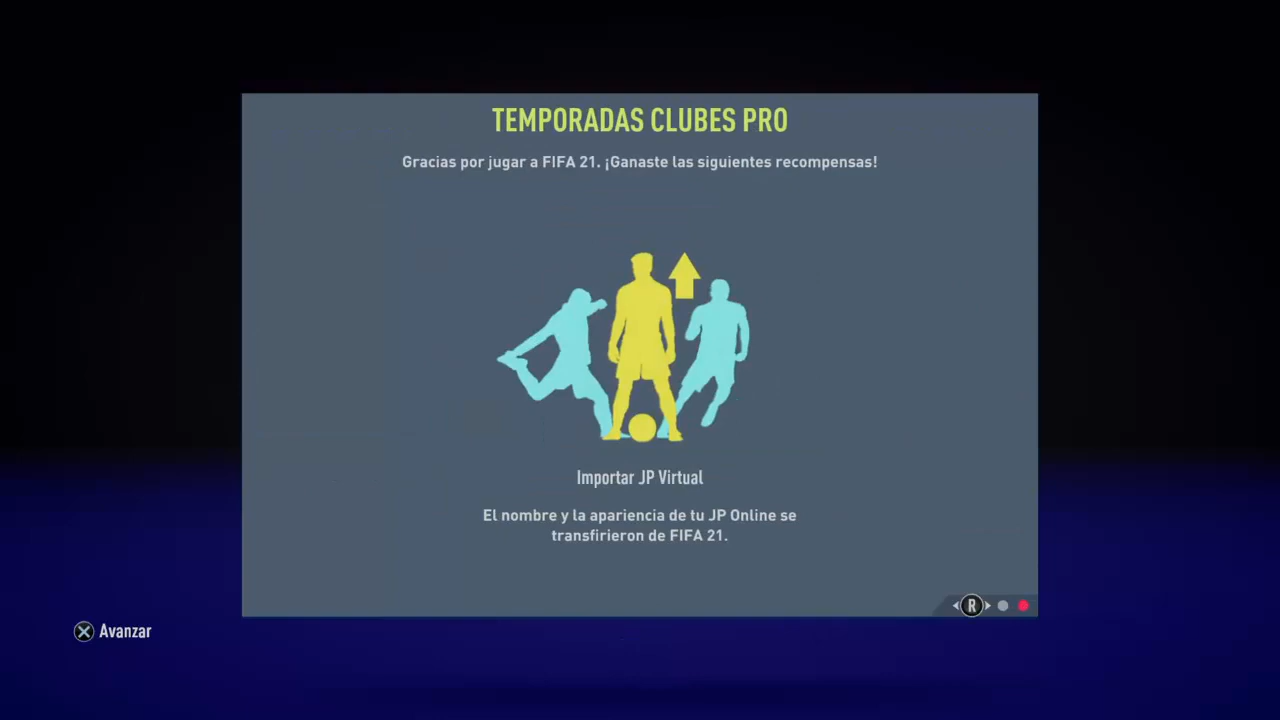 TEMPORADAS CLUBES PRO
Gracias por jugar a FIFA 21. ¡Ganaste las siguientes recompensas!
Importar JP Virtual
El nombre y la apariencia de tu JP Online se
transfirieron de FIFA 21.
R
Avanzar